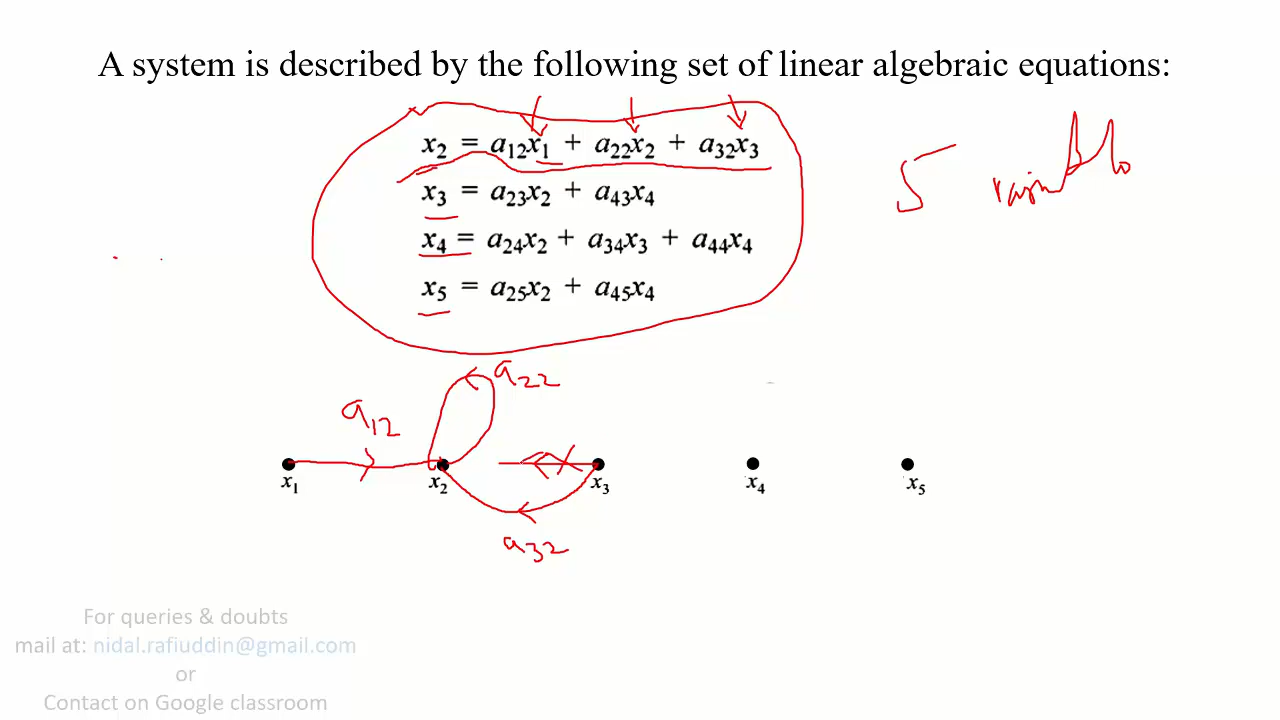 A system is described by the following set of linear algebraic equations:
x₂ = a₁₂x₁ + a₂₂x₂ + a₃₂x₃
x₃ = a₂₃x₂ + a₄₃x₄
x₄ = a₂₄x₂ + a₃₄x₃ + a₄₄x₄
x₅ = a₂₅x₂ + a₄₅x₄
5
a₂₂
a₁₂
x₁ x₂ x₃ x₄ x₅
a₃₂
For queries & doubts
mail at: nidal.rafiuddin@gmail.com
or
Contact on Google classroom